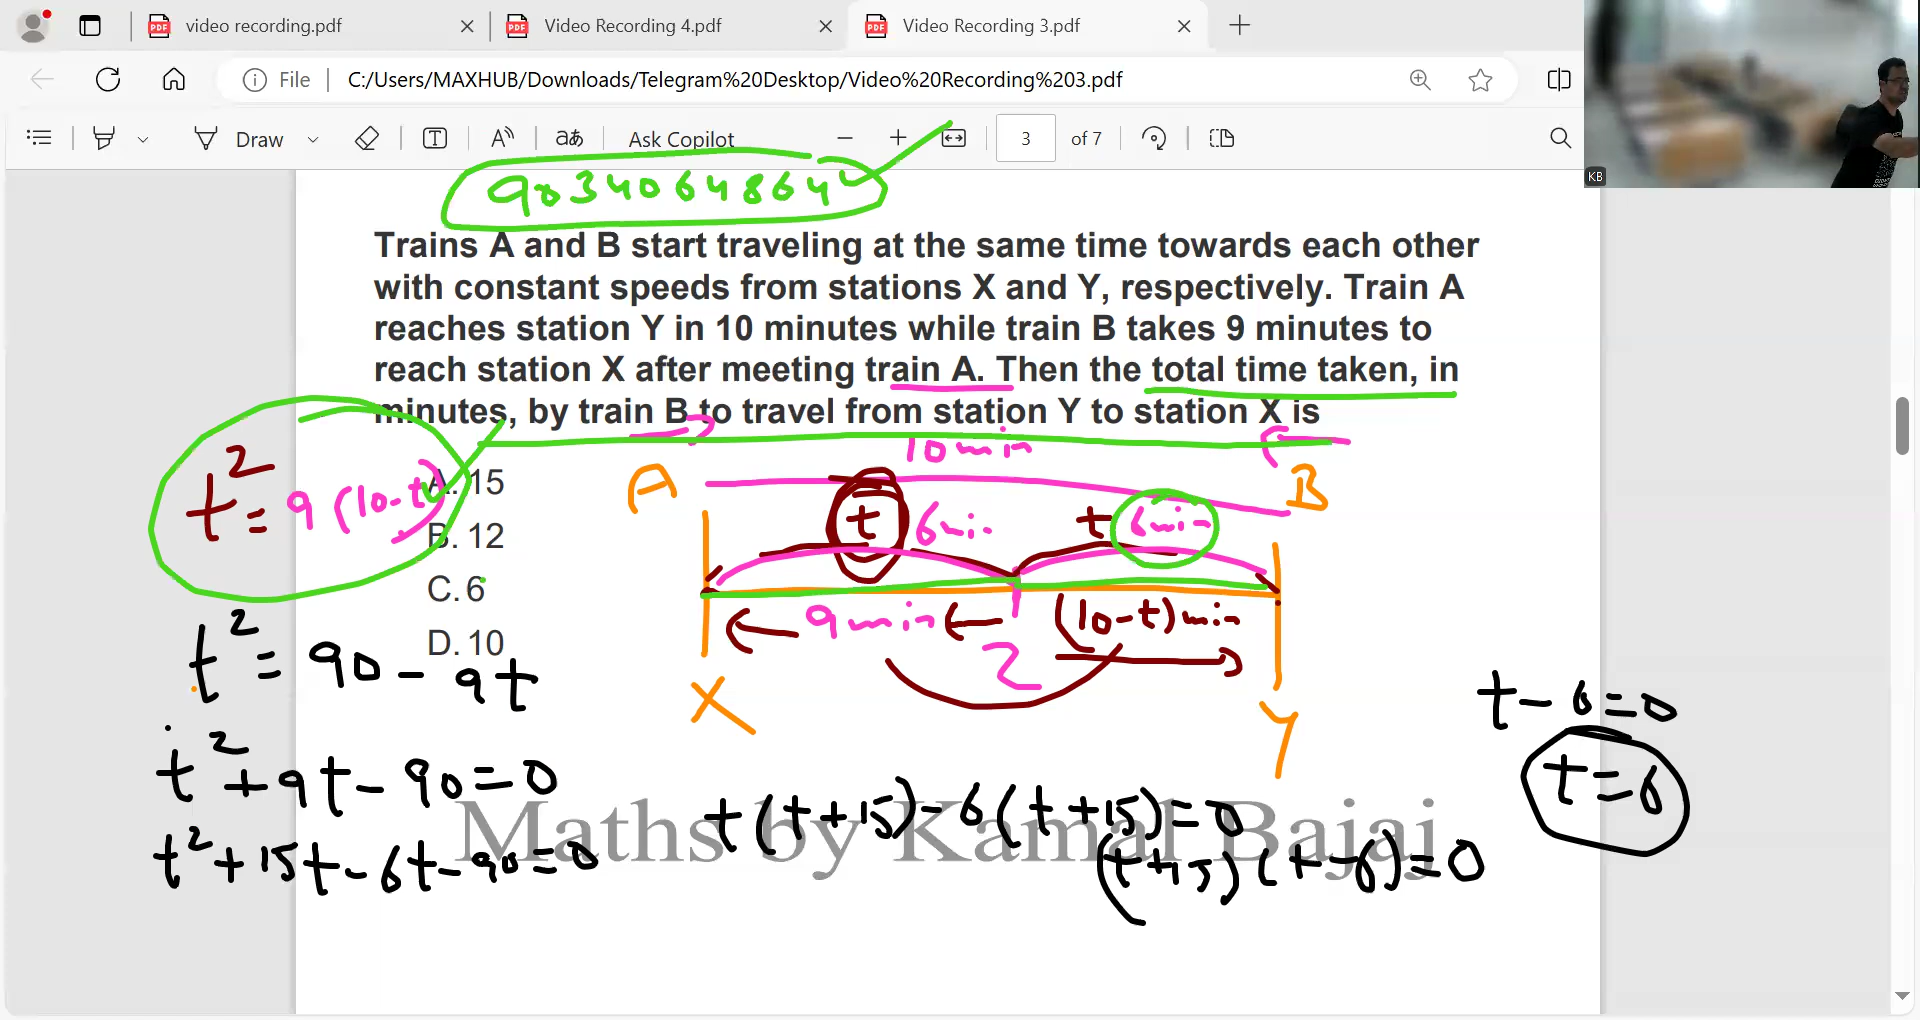 video recording.pdf
Video Recording 4.pdf
Video Recording 3.pdf
File
C:/Users/MAXHUB/Downloads/Telegram%20Desktop/Video%20Recording%203.pdf
Draw
Ask Copilot
3 of 7
KB
9034064864
Trains A and B start traveling at the same time towards each other
with constant speeds from stations X and Y, respectively. Train A
reaches station Y in 10 minutes while train B takes 9 minutes to
reach station X after meeting train A. Then the total time taken, in
minutes, by train B to travel from station Y to station X is
10 min
A
B
t² = 9 (10-t)
A. 15
B. 12
C. 6
D. 10
t 6 min
t 6 min
9 min
(10-t) min
X
Y
t² = 90 - 9t
t² + 9t - 90 = 0
t² + 15t - 6t - 90 = 0
t (t+15) - 6 (t+15) = 0
(t+15) (t-6) = 0
t - 6 = 0
t = 6
Maths by Kamal Bajaj